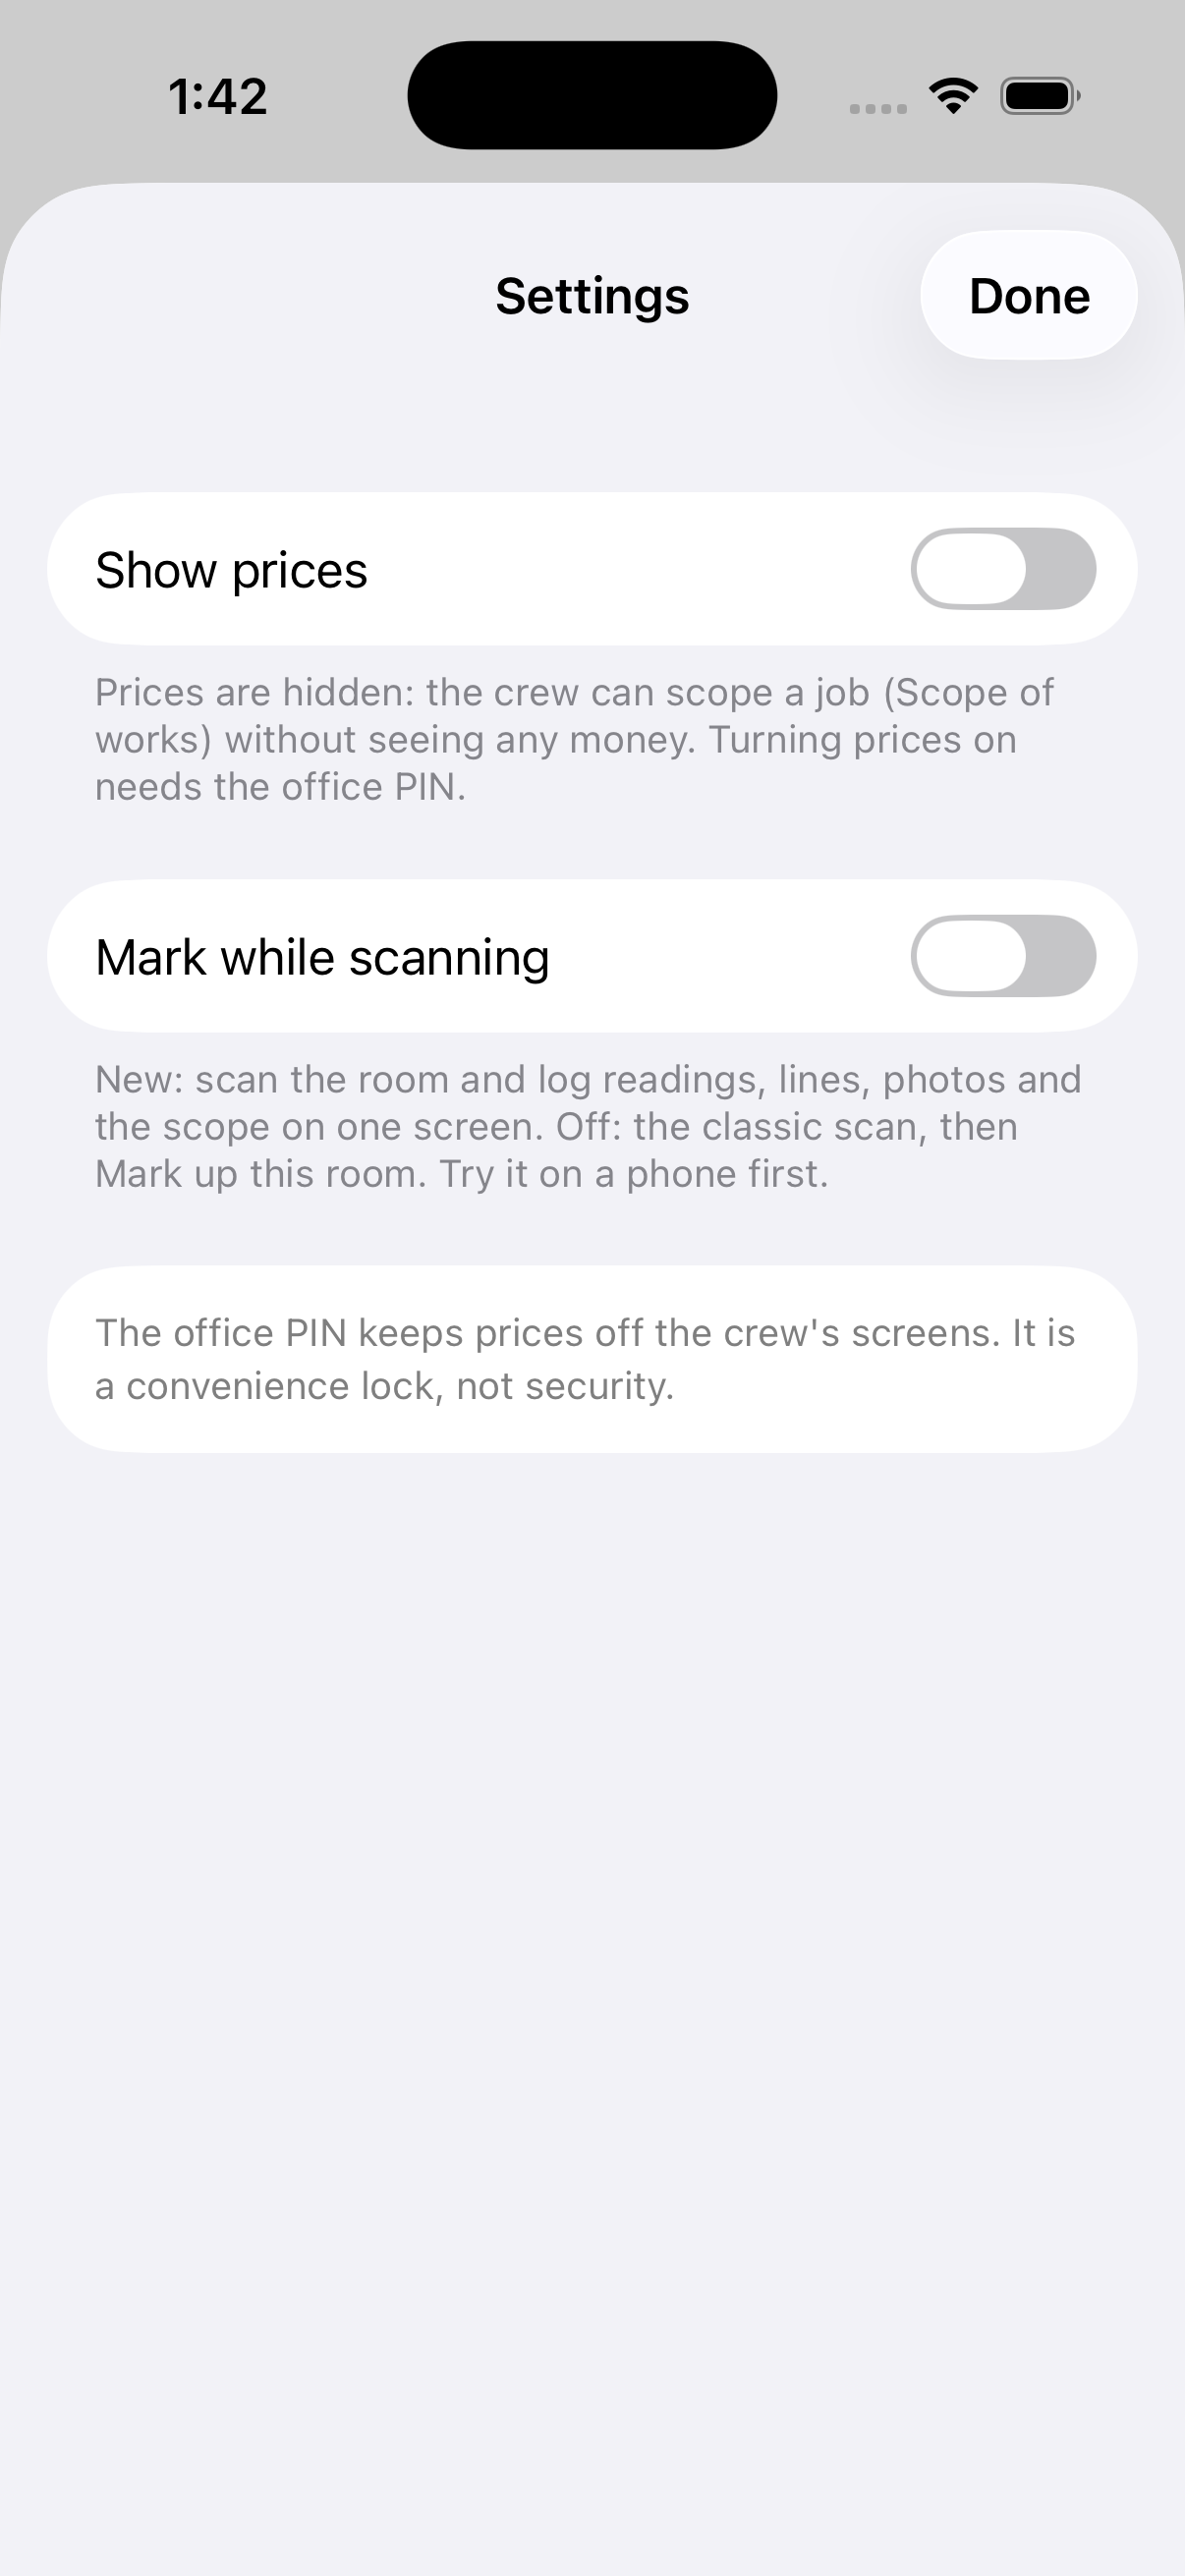 1:42
Settings
Done
Show prices
Prices are hidden: the crew can scope a job (Scope of
works) without seeing any money. Turning prices on
needs the office PIN.
Mark while scanning
New: scan the room and log readings, lines, photos and
the scope on one screen. Off: the classic scan, then
Mark up this room. Try it on a phone first.
The office PIN keeps prices off the crew's screens. It is
a convenience lock, not security.